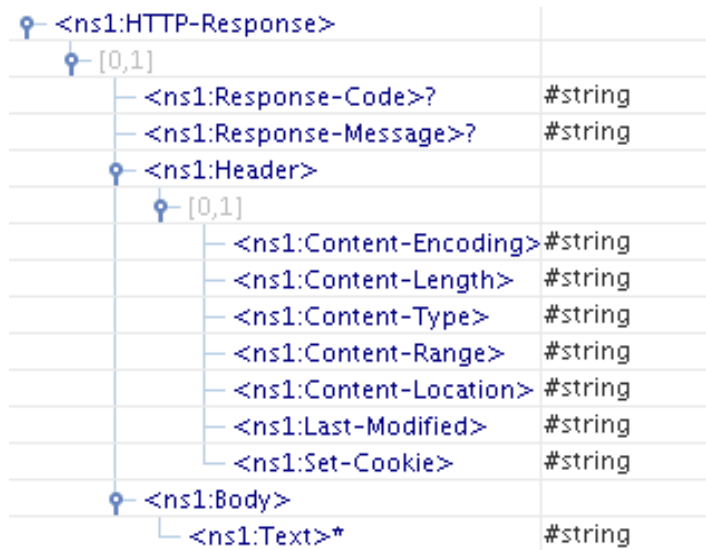 <ns1:HTTP-Response>
[0,1]
<ns1:Response-Code>? #string
<ns1:Response-Message>? #string
<ns1:Header>
[0,1]
<ns1:Content-Encoding> #string
<ns1:Content-Length> #string
<ns1:Content-Type> #string
<ns1:Content-Range> #string
<ns1:Content-Location> #string
<ns1:Last-Modified> #string
<ns1:Set-Cookie> #string
<ns1:Body>
<ns1:Text>* #string